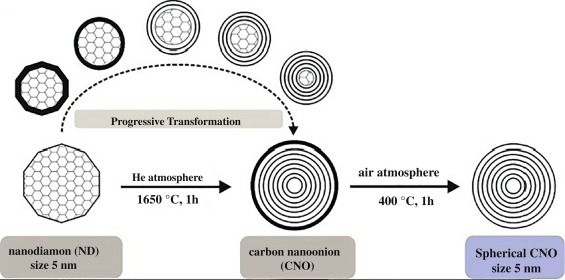 Progressive Transformation
He atmosphere
1650 °C, 1h
air atmosphere
400 °C, 1h
nanodiamon (ND)
size 5 nm
carbon nanoonion
(CNO)
Spherical CNO
size 5 nm